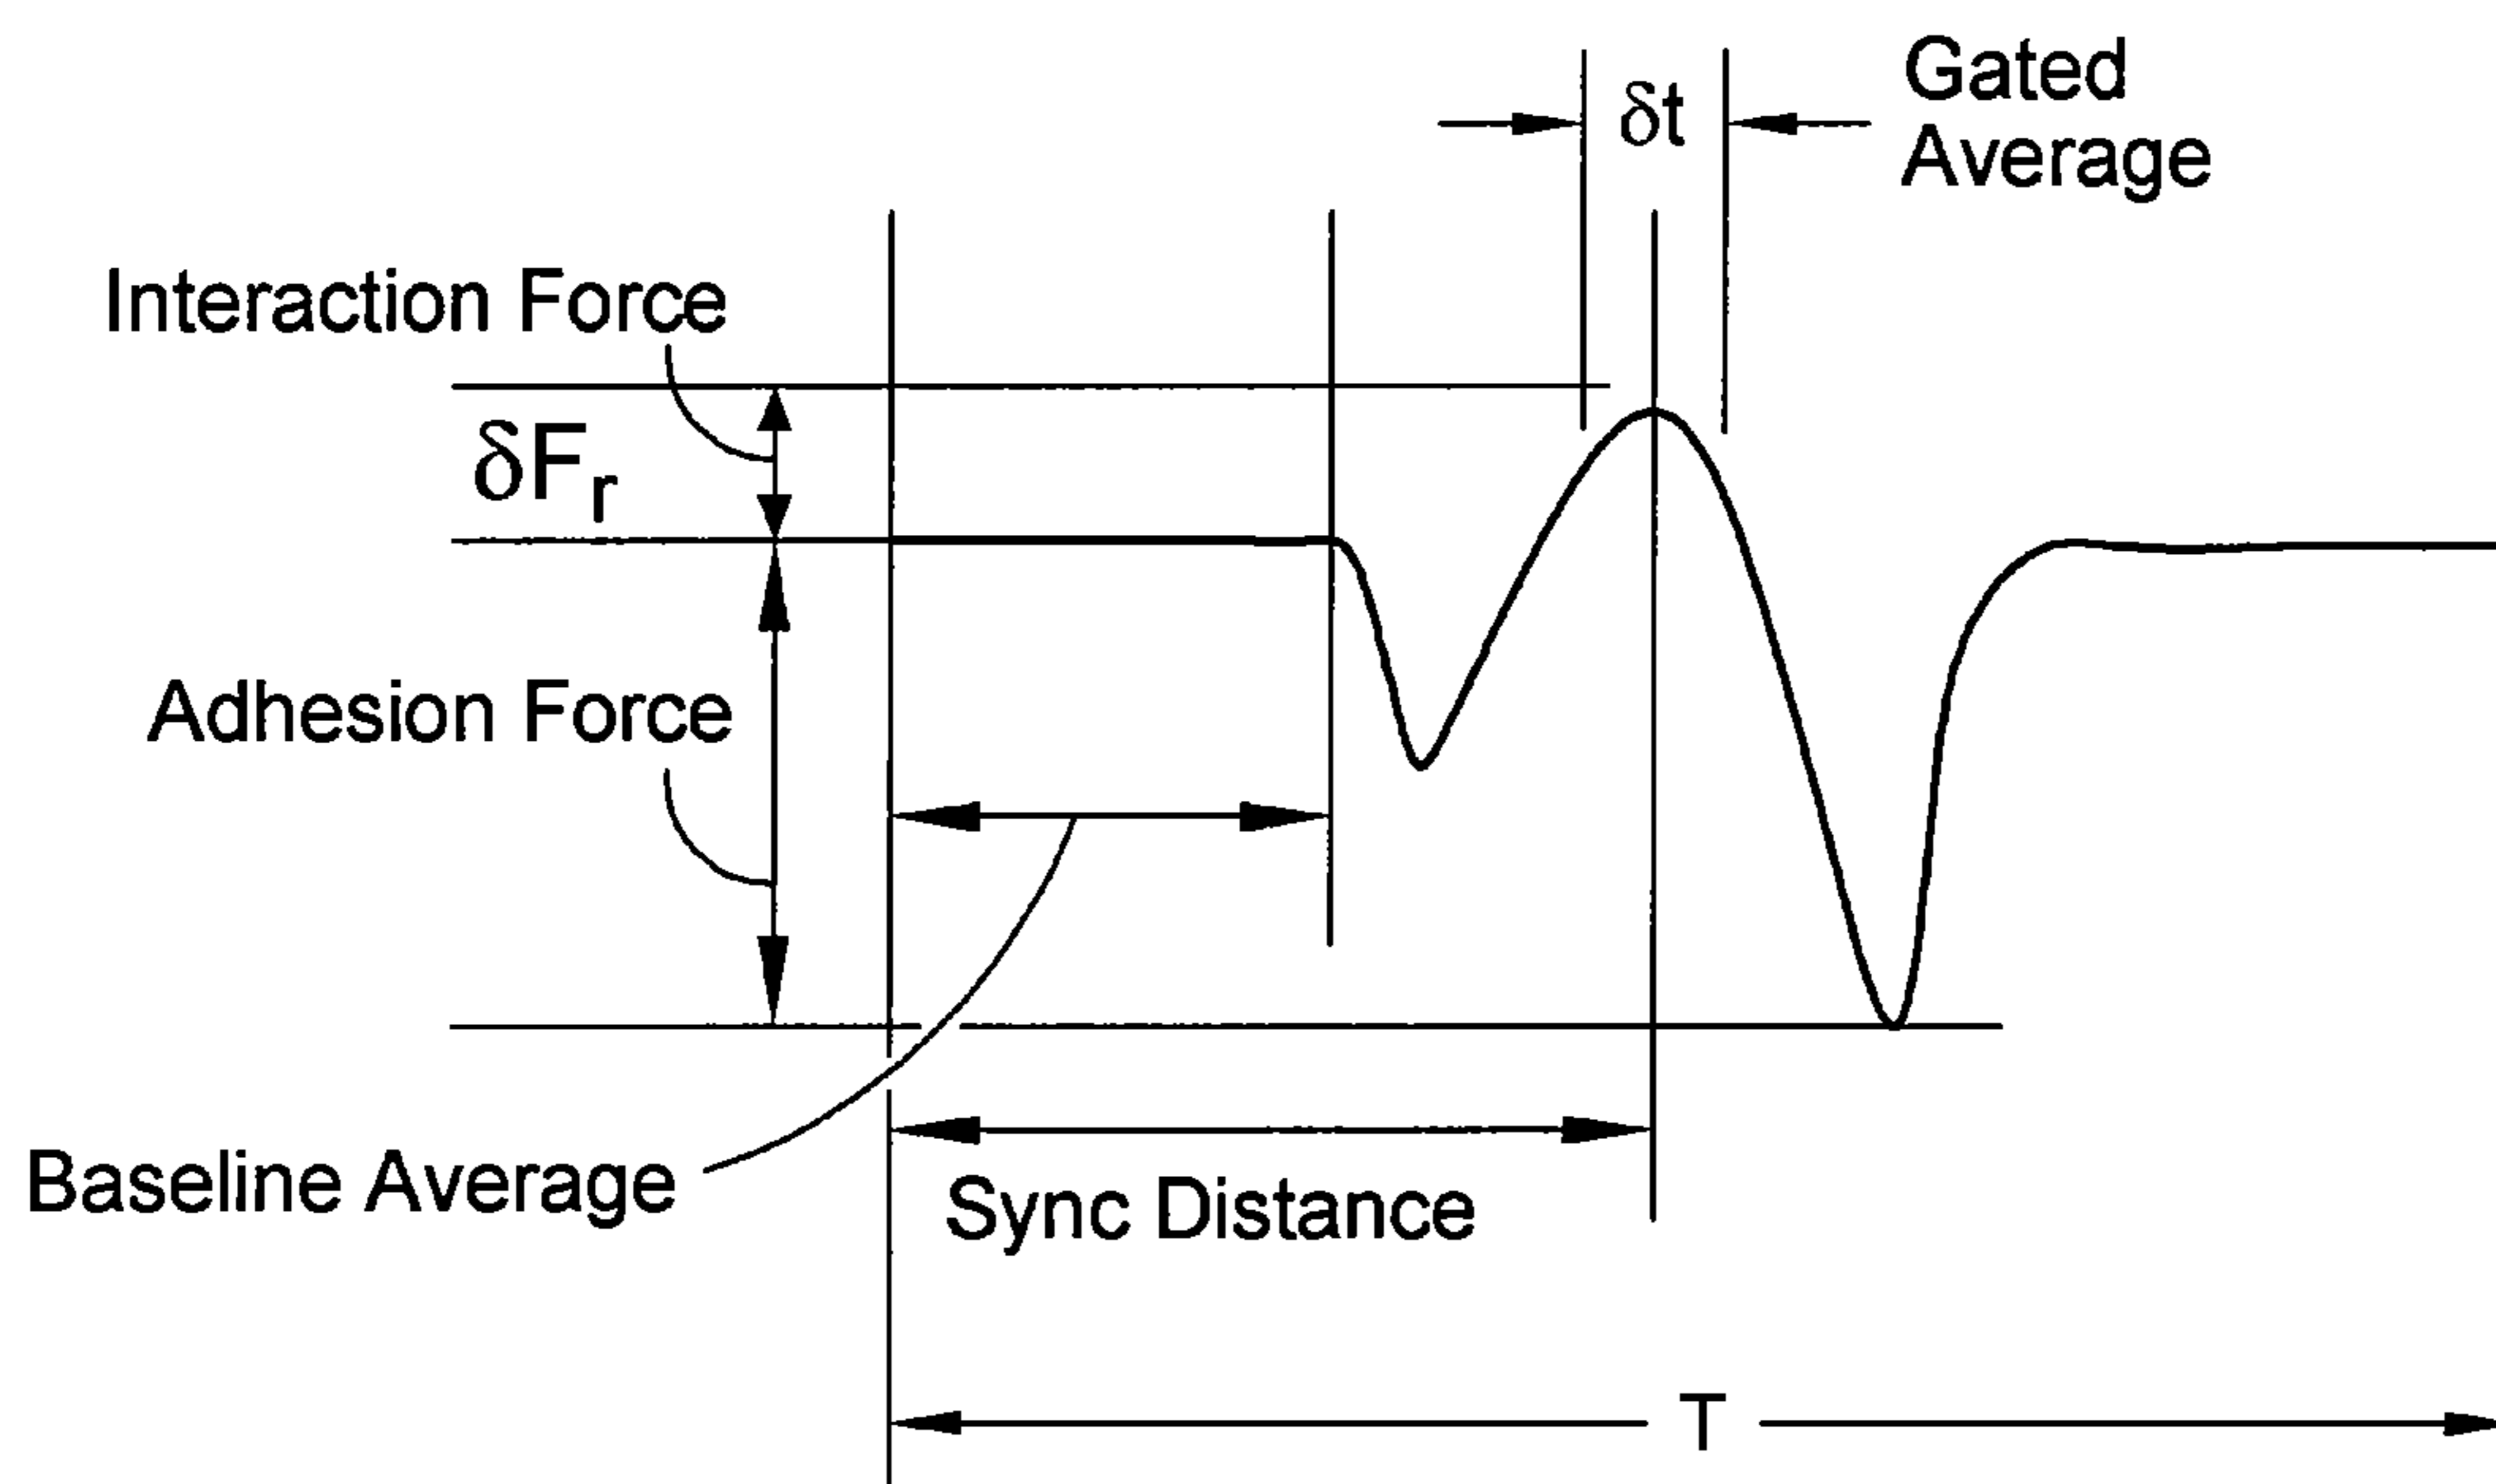 Gated
Average
δt
Interaction Force
δFr
Adhesion Force
Baseline Average
Sync Distance
T